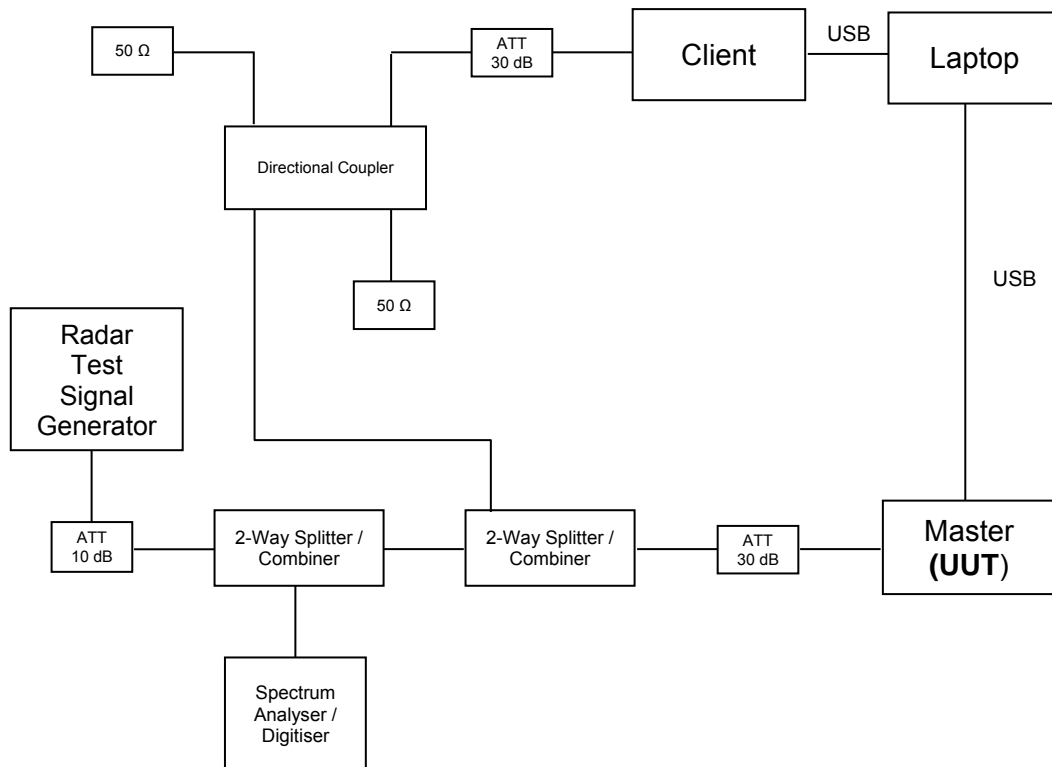 50 Ω
ATT
30 dB
Client
USB
Laptop
Directional Coupler
USB
50 Ω
Radar
Test
Signal
Generator
ATT
10 dB
2-Way Splitter /
Combiner
2-Way Splitter /
Combiner
ATT
30 dB
Master
(UUT)
Spectrum
Analyser /
Digitiser